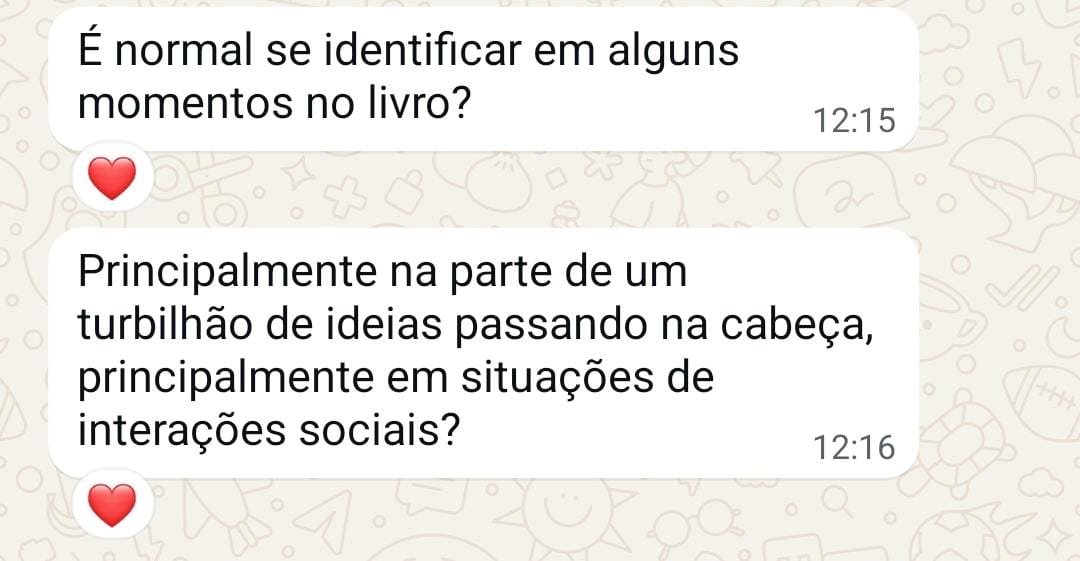 É normal se identificar em alguns
momentos no livro?
12:15
Principalmente na parte de um
turbilhão de ideias passando na cabeça,
principalmente em situações de
interações sociais?
12:16